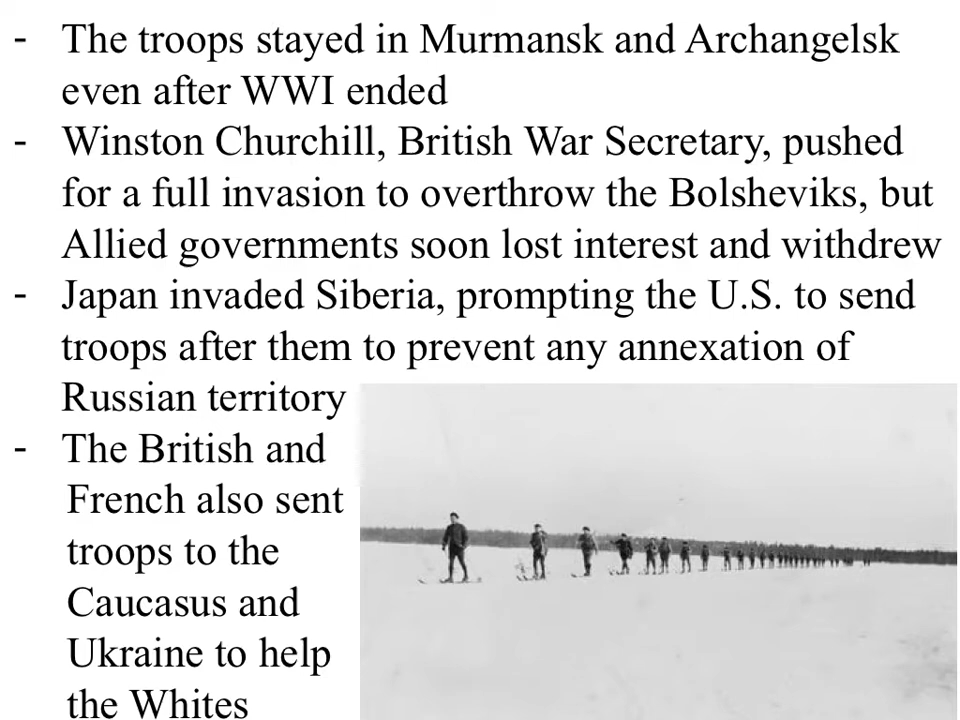 - The troops stayed in Murmansk and Archangelsk
even after WWI ended
- Winston Churchill, British War Secretary, pushed
for a full invasion to overthrow the Bolsheviks, but
Allied governments soon lost interest and withdrew
- Japan invaded Siberia, prompting the U.S. to send
troops after them to prevent any annexation of
Russian territory
- The British and
French also sent
troops to the
Caucasus and
Ukraine to help
the Whites